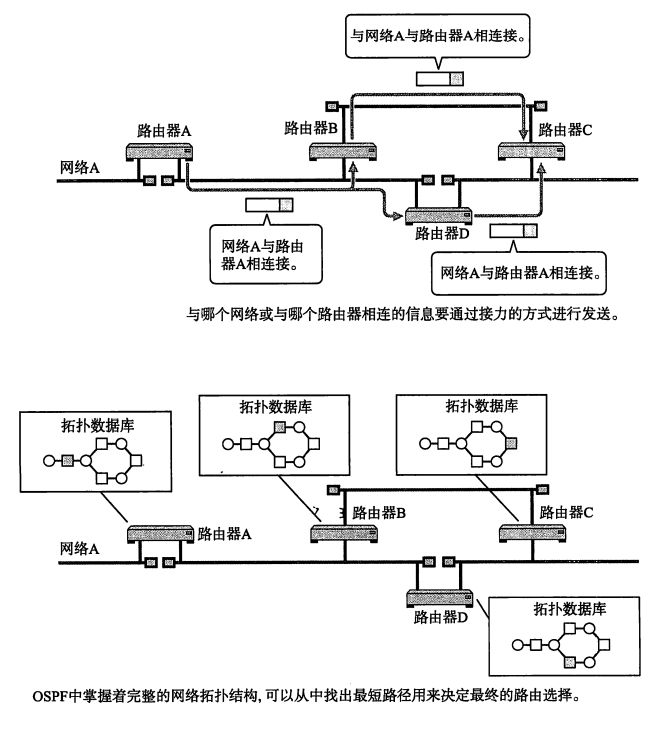 与网络A与路由器A相连接。
路由器A
路由器B
路由器C
网络A
网络A与路由
器A相连接。
路由器D
网络A与路由器A相连接。
与哪个网络或与哪个路由器相连的信息要通过接力的方式进行发送。
拓扑数据库
拓扑数据库
拓扑数据库
路由器A
路由器B
路由器C
网络A
路由器D
拓扑数据库
OSPF中掌握着完整的网络拓扑结构,可以从中找出最短路径用来决定最终的路由选择。